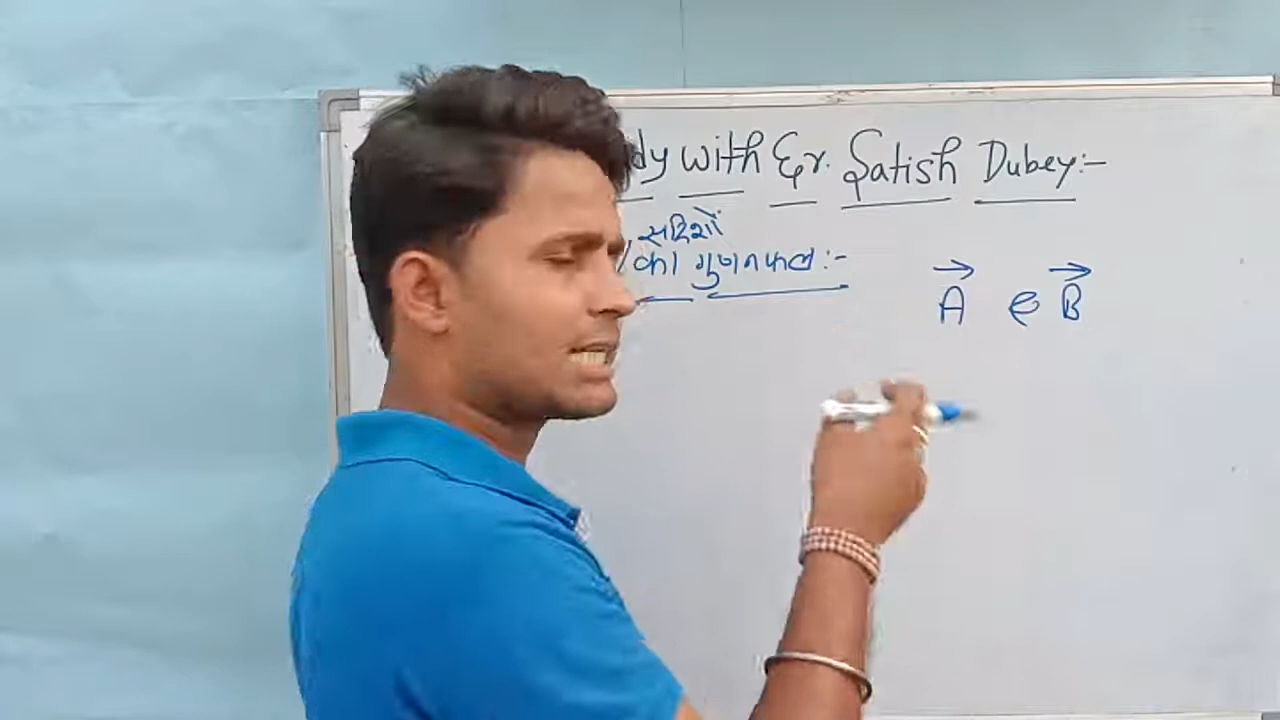 dy with Er. Satish Dubey:-
सदिशों
का गुणनफल:-
A e B